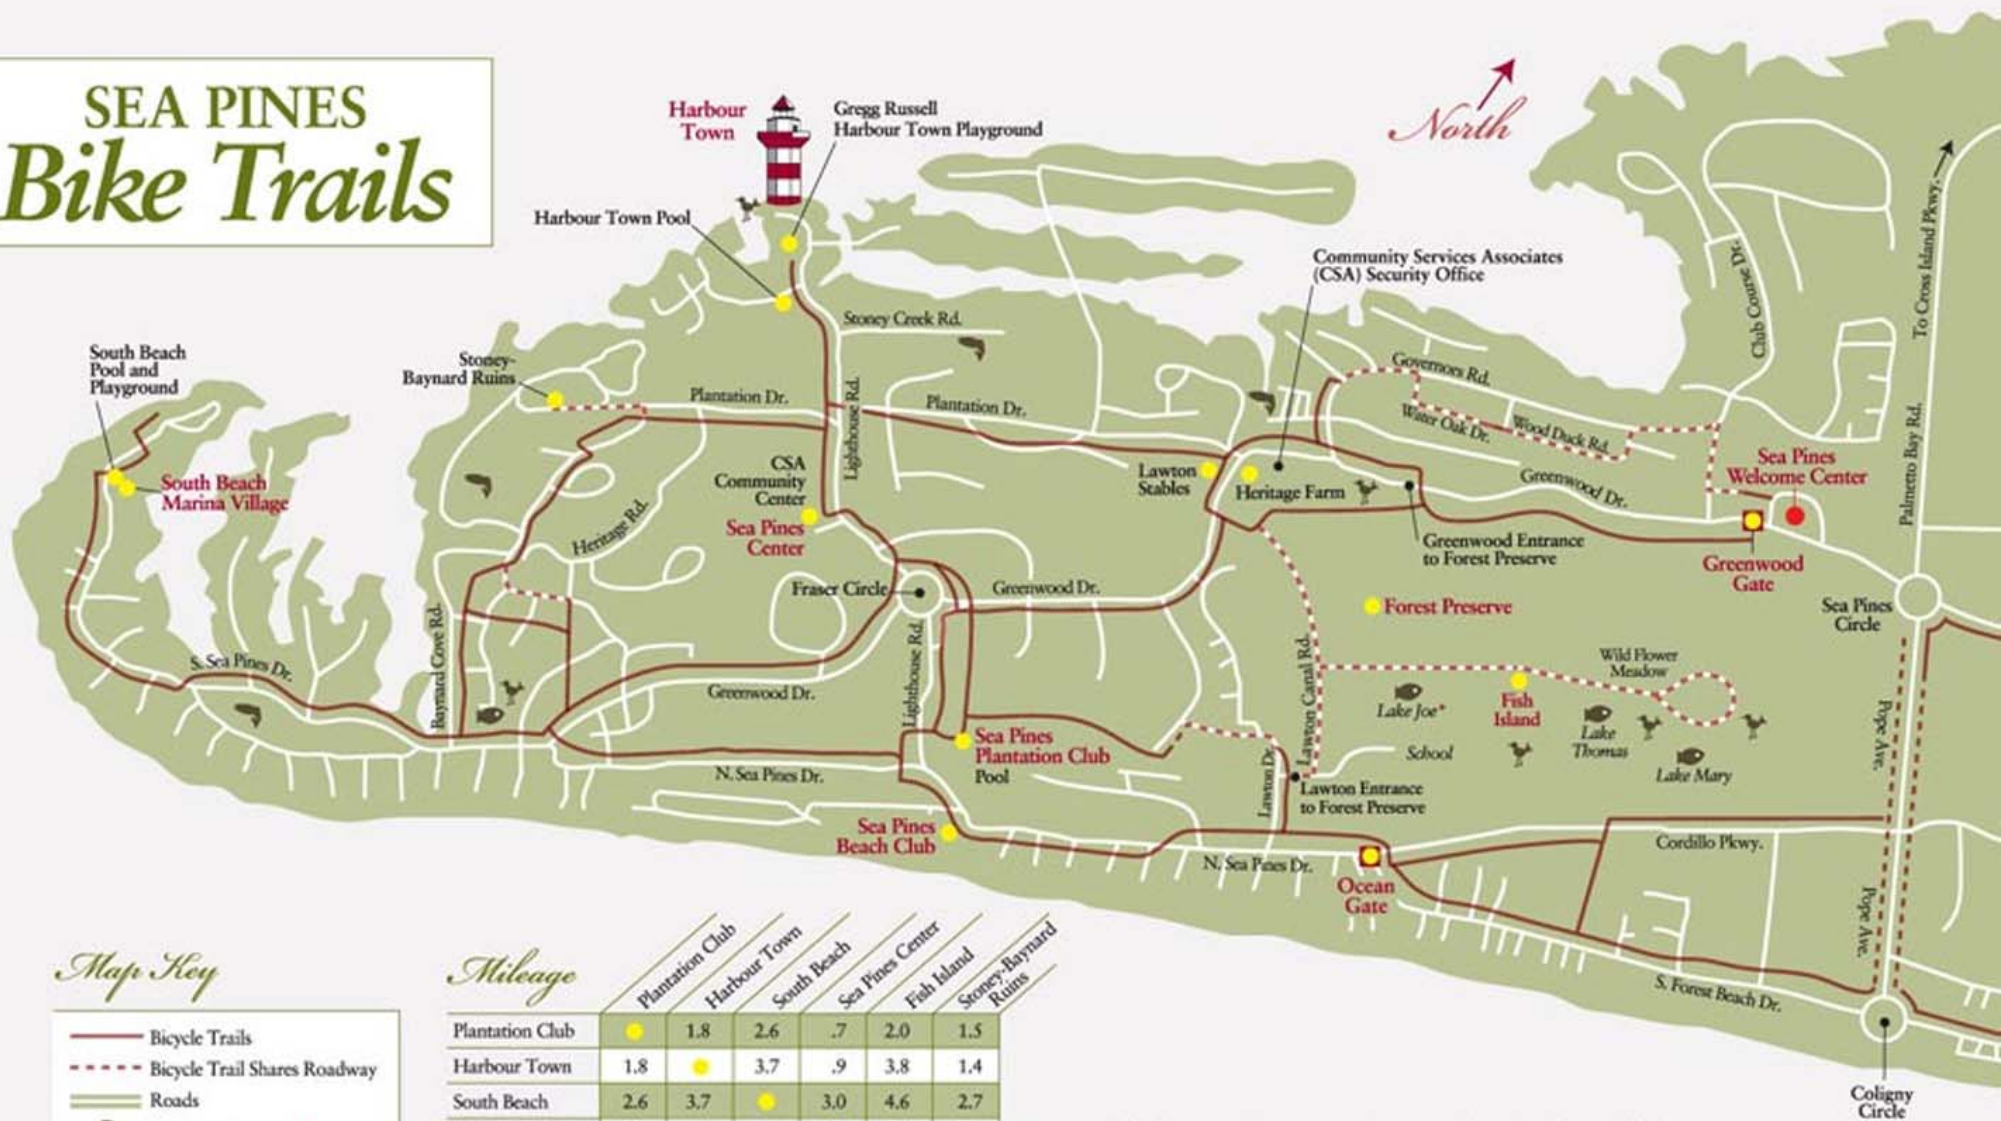 SEA PINES
Bike Trails
Harbour
Town
Gregg Russell
Harbour Town Playground
North
Harbour Town Pool
Community Services Associates
(CSA) Security Office
To Cross Island Pkwy.
Club Course Dr.
Stoney Creek Rd.
South Beach
Pool and
Playground
Stoney-
Baynard Ruins
Governors Rd.
Plantation Dr.
Lighthouse Rd.
Plantation Dr.
Water Oak Dr.
Wood Duck Rd.
Palmetto Bay Rd.
CSA
Community
Center
Lawton
Stables
Sea Pines
Welcome Center
South Beach
Marina Village
Heritage Farm
Greenwood Dr.
Heritage Rd.
Sea Pines
Center
Greenwood Entrance
to Forest Preserve
Greenwood
Gate
Fraser Circle
Greenwood Dr.
Forest Preserve
Sea Pines
Circle
Baynard Cove Rd.
S. Sea Pines Dr.
Lighthouse Rd.
Lawton Canal Rd.
Wild Flower
Meadow
Greenwood Dr.
Lake Joe*
Fish
Island
Pope Ave.
Sea Pines
Plantation Club
Pool
Lake
Thomas
School
Lake Mary
N. Sea Pines Dr.
Lawton Dr.
Lawton Entrance
to Forest Preserve
Sea Pines
Beach Club
Cordillo Pkwy.
N. Sea Pines Dr.
Ocean
Gate
Pope Ave.
S. Forest Beach Dr.
Coligny
Circle
Map Key
Bicycle Trails
Bicycle Trail Shares Roadway
Roads
Mileage
Plantation Club
Harbour Town
South Beach
Sea Pines Center
Fish Island
Stoney-Baynard
Ruins
Plantation Club 1.8 2.6 .7 2.0 1.5
Harbour Town 1.8 3.7 .9 3.8 1.4
South Beach 2.6 3.7 3.0 4.6 2.7